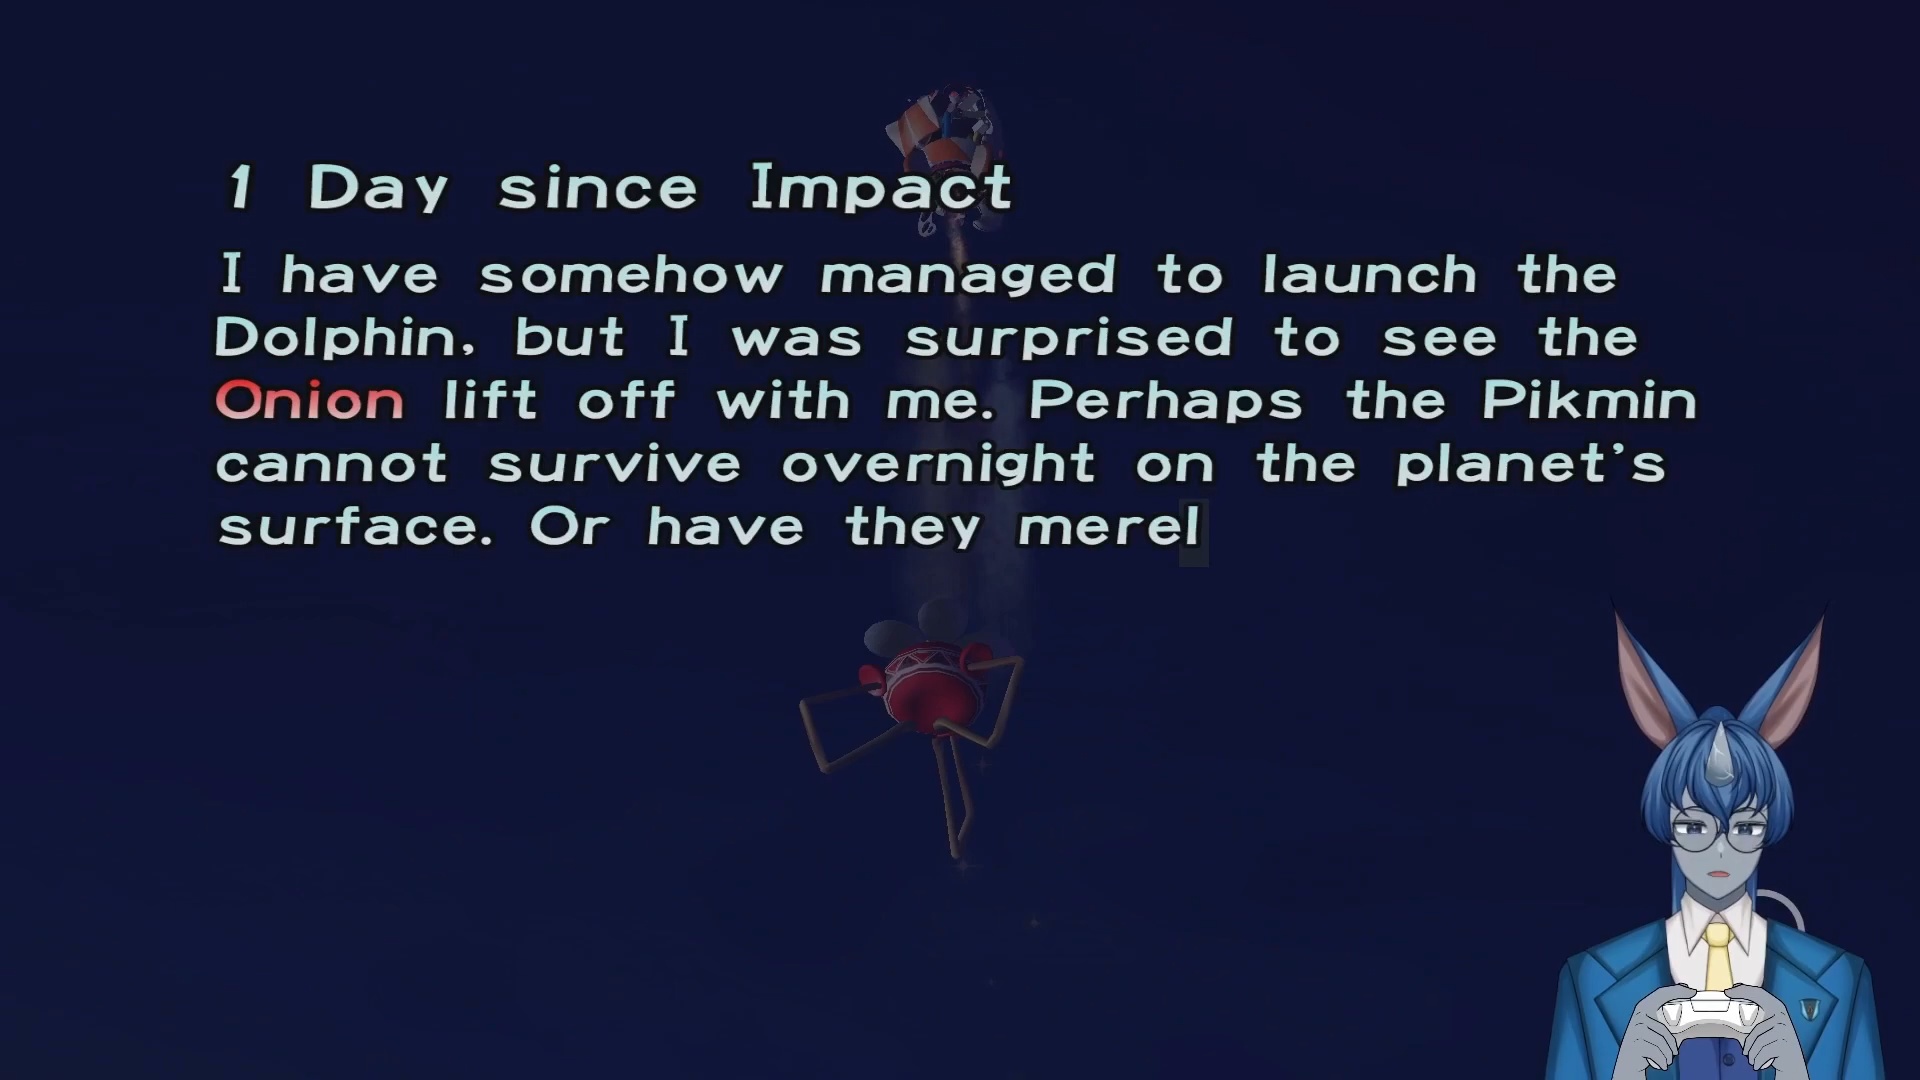 1 Day since Impact
I have somehow managed to launch the
Dolphin, but I was surprised to see the
Onion lift off with me. Perhaps the Pikmin
cannot survive overnight on the planet's
surface. Or have they merel